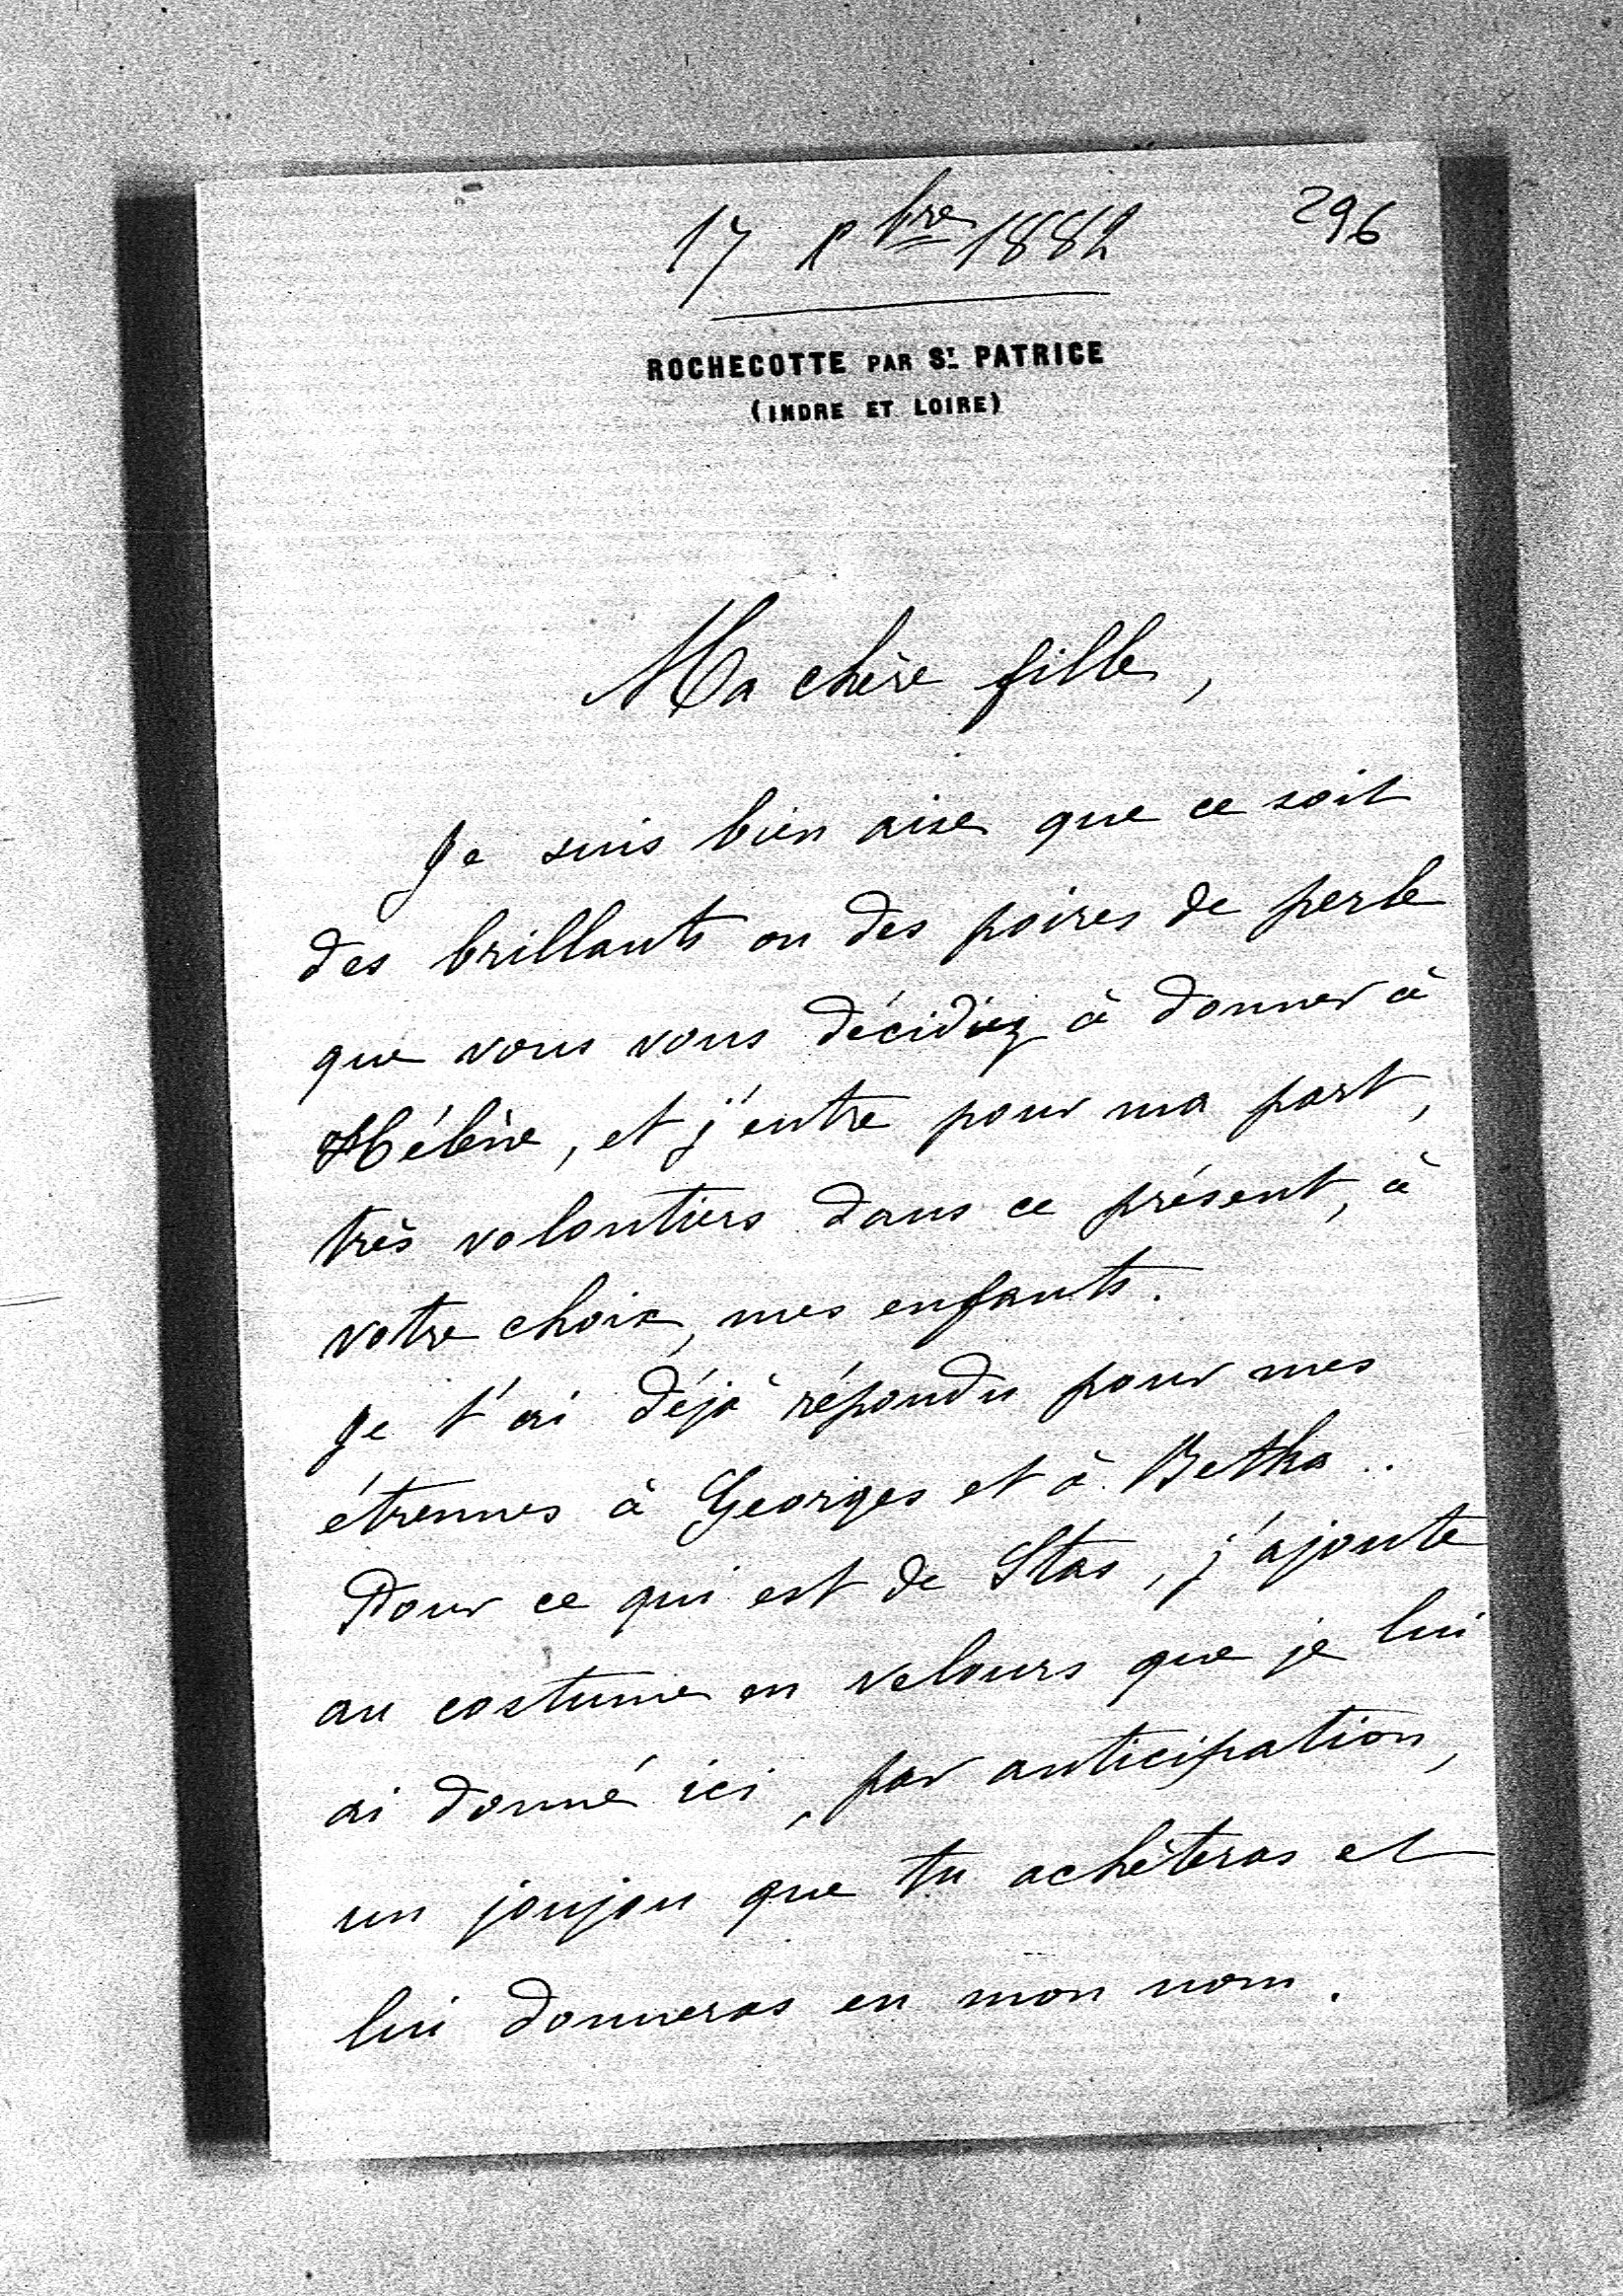 296
17 Xbre 1882
ROCHECOTTE PAR ST. PATRICE
(INDRE ET LOIRE)
Ma chère fille,
Je suis bien aise que ce soit
des brillants ou des poires de perle
que vous vous décidiez à donner à
Hélène, et j'entre pour ma part,
très volontiers dans ce présent, à
votre choix, mes enfants.
Je t'ai déjà répondu pour mes
étrennes à Georges et à Betka..
Pour ce qui est de Stas, j'ajoute
au costume en velours que je lui
ai donné ici, par anticipation,
un joujou que tu achèteras et
lui donneras en mon nom.